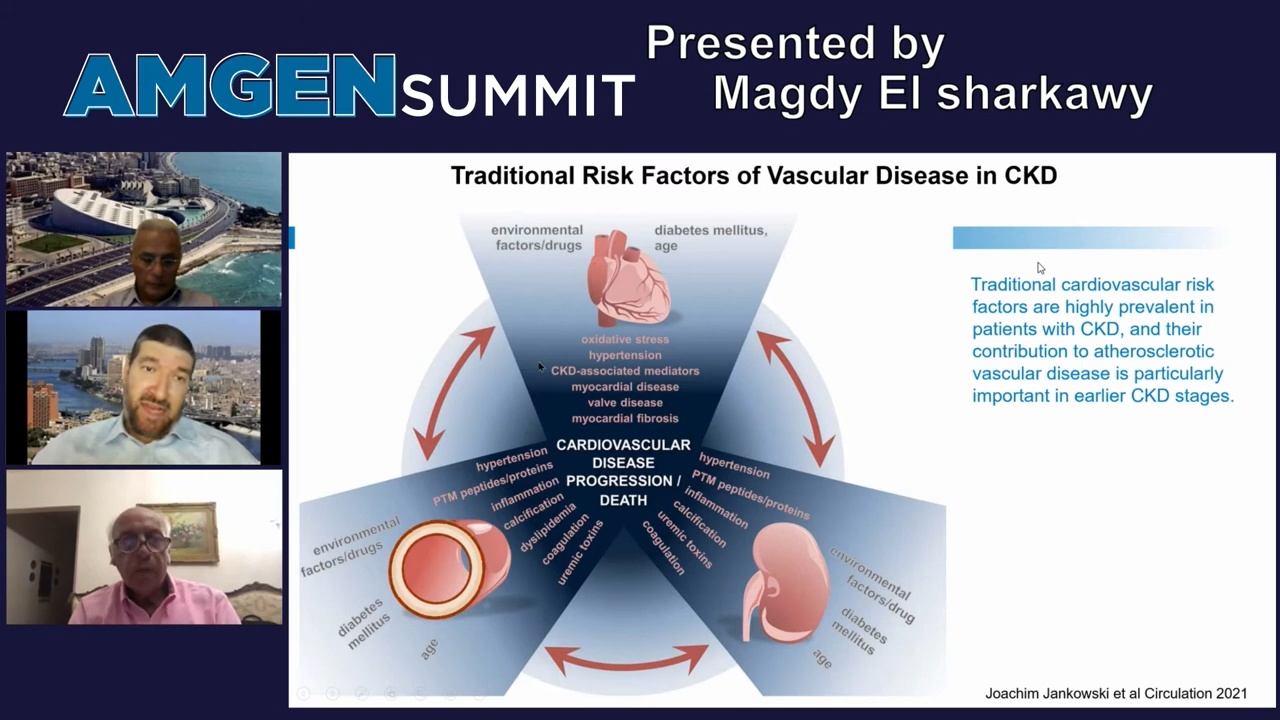 AMGEN SUMMIT
Presented by
Magdy El sharkawy
Traditional Risk Factors of Vascular Disease in CKD
environmental
factors/drugs
diabetes mellitus,
age
oxidative stress
hypertension
CKD-associated mediators
myocardial disease
valve disease
myocardial fibrosis
CARDIOVASCULAR
DISEASE
PROGRESSION /
DEATH
hypertension
PTM peptides/proteins
inflammation
calcification
dyslipidemia
coagulation
uremic toxins
environmental
factors/drugs
diabetes
mellitus
age
hypertension
PTM peptides/proteins
inflammation
calcification
uremic toxins
coagulation
environmental
factors/drug
diabetes
mellitus
age
Traditional cardiovascular risk
factors are highly prevalent in
patients with CKD, and their
contribution to atherosclerotic
vascular disease is particularly
important in earlier CKD stages.
Joachim Jankowski et al Circulation 2021